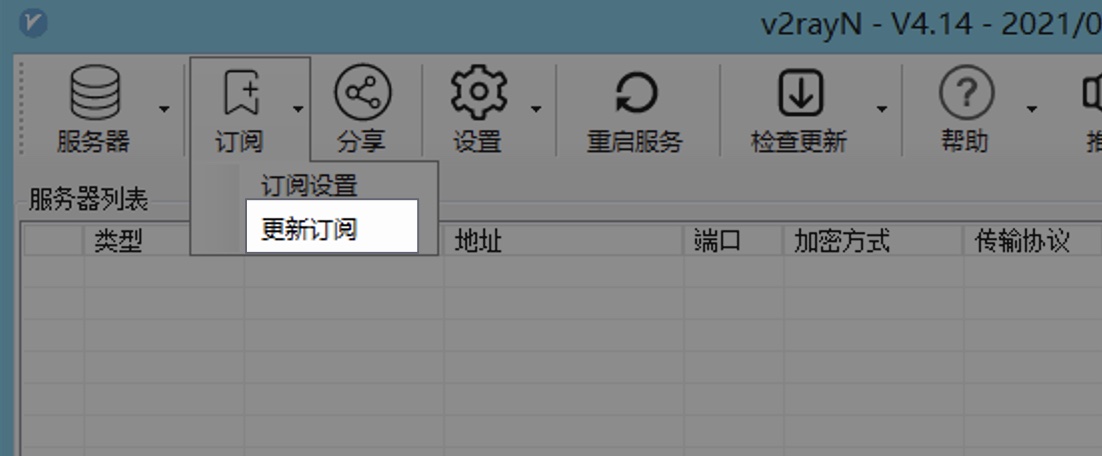 v2rayN - V4.14 - 2021/0
服务器 订阅 分享 设置 重启服务 检查更新 帮助 推
订阅设置
服务器列表
更新订阅
类型 地址 端口 加密方式 传输协议